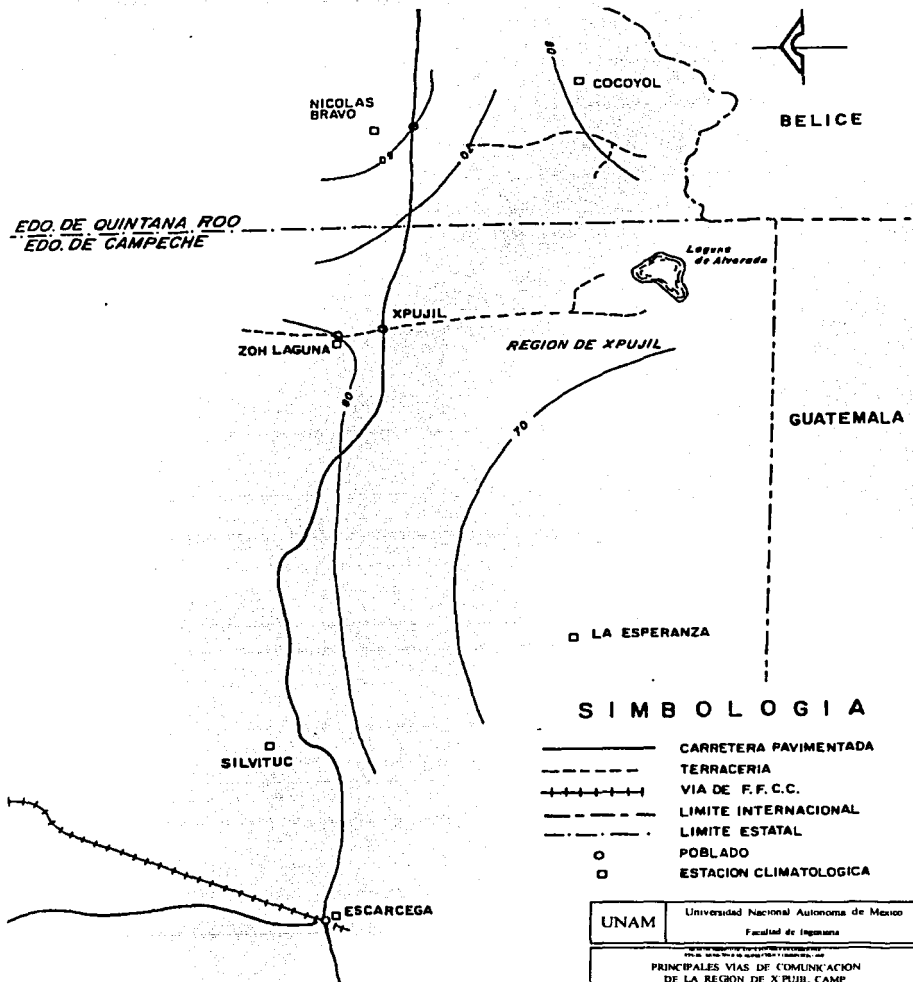 80
COCOYOL
NICOLAS
BRAVO
BELICE
70
EDO. DE QUINTANA ROO
EDO. DE CAMPECHE
Laguna
de Alvarado
XPUJIL
ZOH LAGUNA
REGION DE XPUJIL
80
70
GUATEMALA
LA ESPERANZA
SIMBOLOGIA
SILVITUC
CARRETERA PAVIMENTADA
TERRACERIA
VIA DE F.F.C.C.
LIMITE INTERNACIONAL
LIMITE ESTATAL
POBLADO
ESTACION CLIMATOLOGICA
ESCARCEGA
UNAM
Universidad Nacional Autonoma de Mexico
Facultad de Ingenieria
PRINCIPALES VIAS DE COMUNICACION
DE LA REGION DE X'PUJIL, CAMP